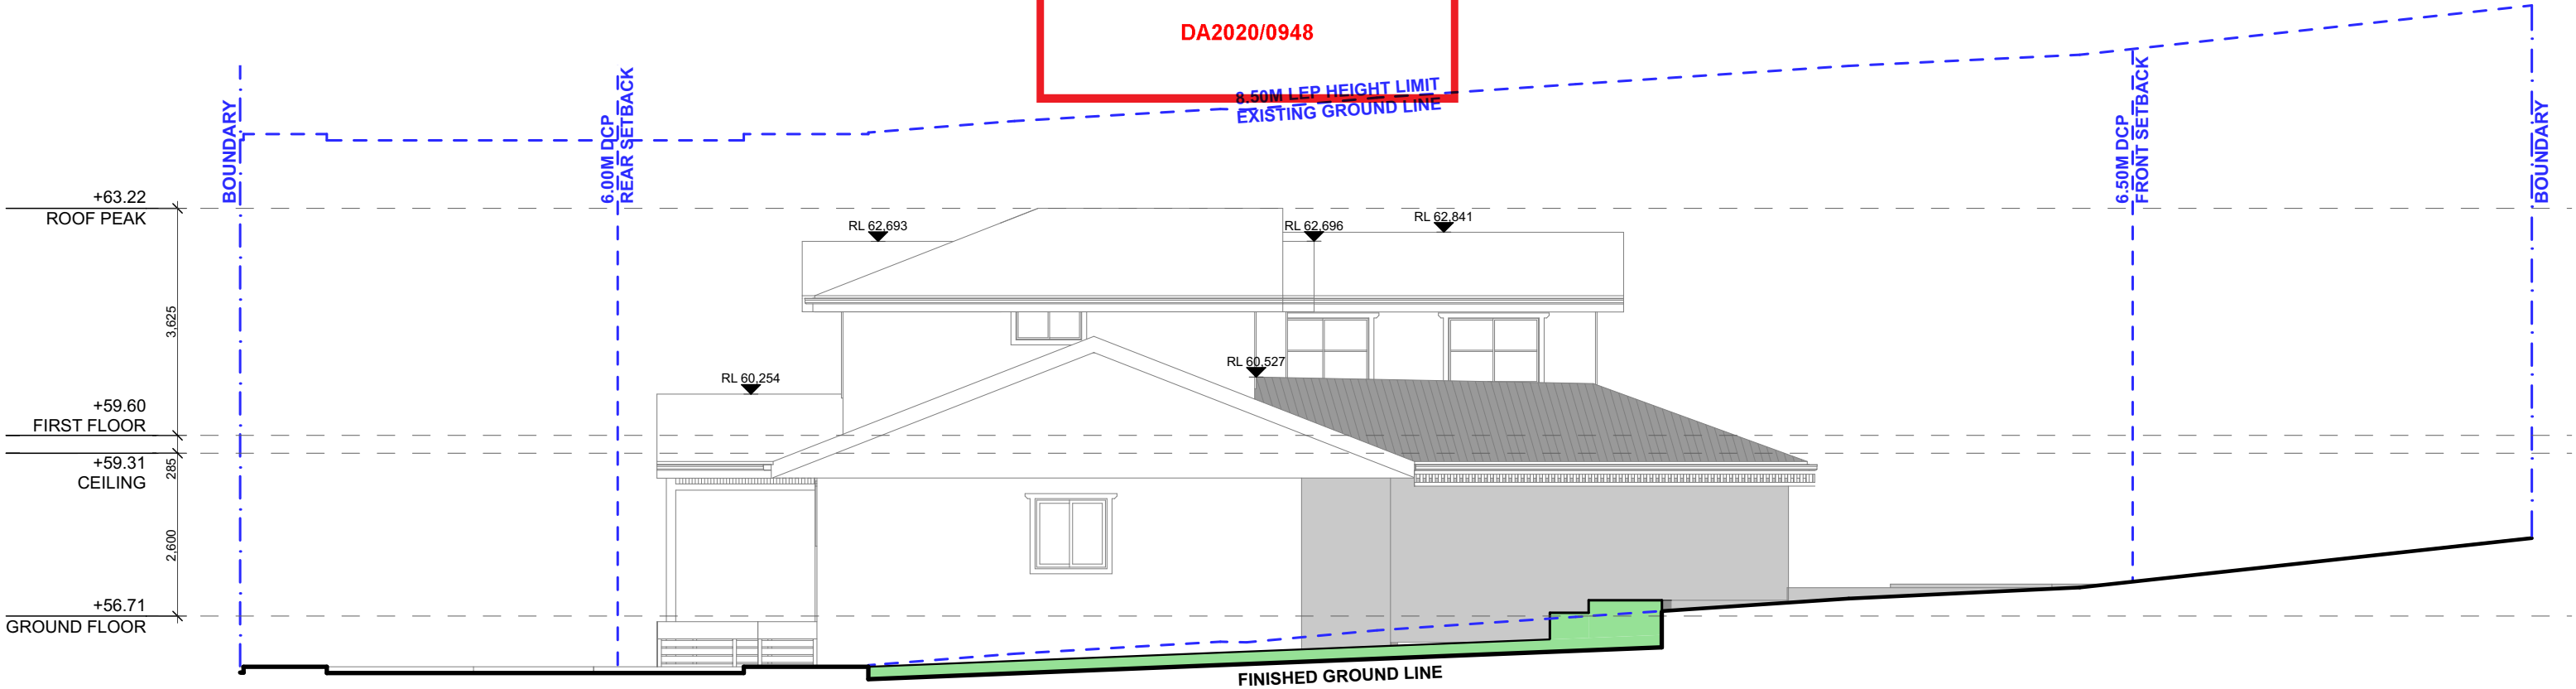 DA2020/0948
8.50M LEP HEIGHT LIMIT
EXISTING GROUND LINE
BOUNDARY
6.00M DCP
REAR SETBACK
6.50M DCP
FRONT SETBACK
BOUNDARY
+63.22
ROOF PEAK
RL 62,693
RL 62,696
RL 62,841
3,625
RL 60,254
RL 60,527
+59.60
FIRST FLOOR
+59.31
CEILING
285
2,600
+56.71
GROUND FLOOR
FINISHED GROUND LINE